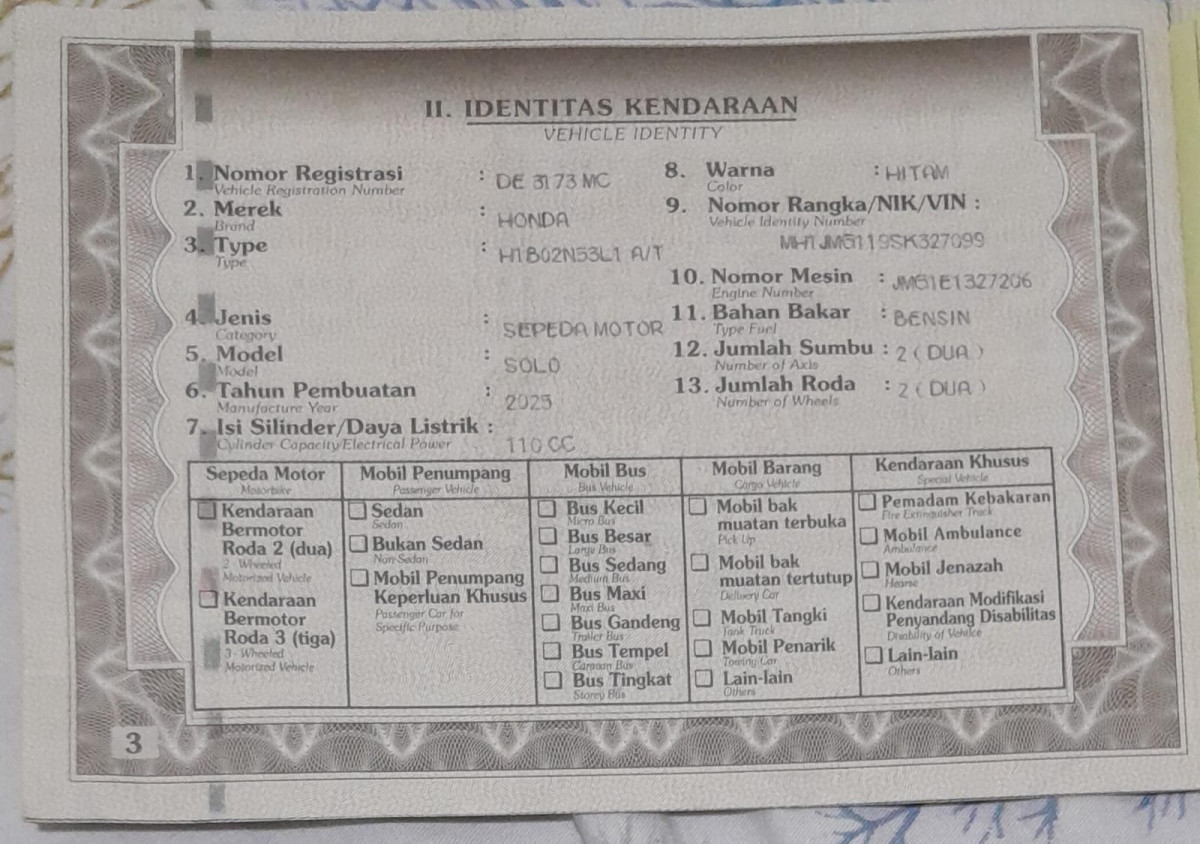 II. IDENTITAS KENDARAAN
VEHICLE IDENTITY
1. Nomor Registrasi : DE 3173 MC
Vehicle Registration Number
2. Merek : HONDA
Brand
3. Type : H1B02N53L1 A/T
Type
4. Jenis : SEPEDA MOTOR
Category
5. Model : SOLO
Model
6. Tahun Pembuatan : 2025
Manufacture Year
7. Isi Silinder/Daya Listrik : 110 CC
Cylinder Capacity/Electrical Power
8. Warna : HITAM
Color
9. Nomor Rangka/NIK/VIN :
Vehicle Identity Number
MH1JMG119SK327099
10. Nomor Mesin : JMG1E1327206
Engine Number
11. Bahan Bakar : BENSIN
Type Fuel
12. Jumlah Sumbu : 2 ( DUA )
Number of Axis
13. Jumlah Roda : 2 ( DUA )
Number of Wheels
Sepeda Motor
Motorbike
Kendaraan
Bermotor
Roda 2 (dua)
2 - Wheeled
Motorized Vehicle
Kendaraan
Bermotor
Roda 3 (tiga)
3 - Wheeled
Motorized Vehicle
Mobil Penumpang
Passenger Vehicle
Sedan
Sedan
Bukan Sedan
Non Sedan
Mobil Penumpang
Keperluan Khusus
Passenger Car for
Specific Purpose
Mobil Bus
Bus Vehicle
Bus Kecil
Micro Bus
Bus Besar
Large Bus
Bus Sedang
Medium Bus
Bus Maxi
Maxi Bus
Bus Gandeng
Trailer Bus
Bus Tempel
Caravan Bus
Bus Tingkat
Storey Bus
Mobil Barang
Cargo Vehicle
Mobil bak
muatan terbuka
Pick Up
Mobil bak
muatan tertutup
Delivery Car
Mobil Tangki
Tank Truck
Mobil Penarik
Towing Car
Lain-lain
Others
Kendaraan Khusus
Special Vehicle
Pemadam Kebakaran
Fire Extinguisher Truck
Mobil Ambulance
Ambulance
Mobil Jenazah
Hearse
Kendaraan Modifikasi
Penyandang Disabilitas
Disability of Vehilce
Lain-lain
Others
3